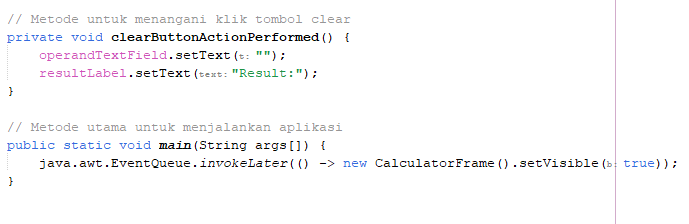 // Metode untuk menangani klik tombol clear
private void clearButtonActionPerformed() {
operandTextField.setText(t: "");
resultLabel.setText(text: "Result:");
}
// Metode utama untuk menjalankan aplikasi
public static void main(String args[]) {
java.awt.EventQueue.invokeLater(() -> new CalculatorFrame().setVisible(b: true));
}